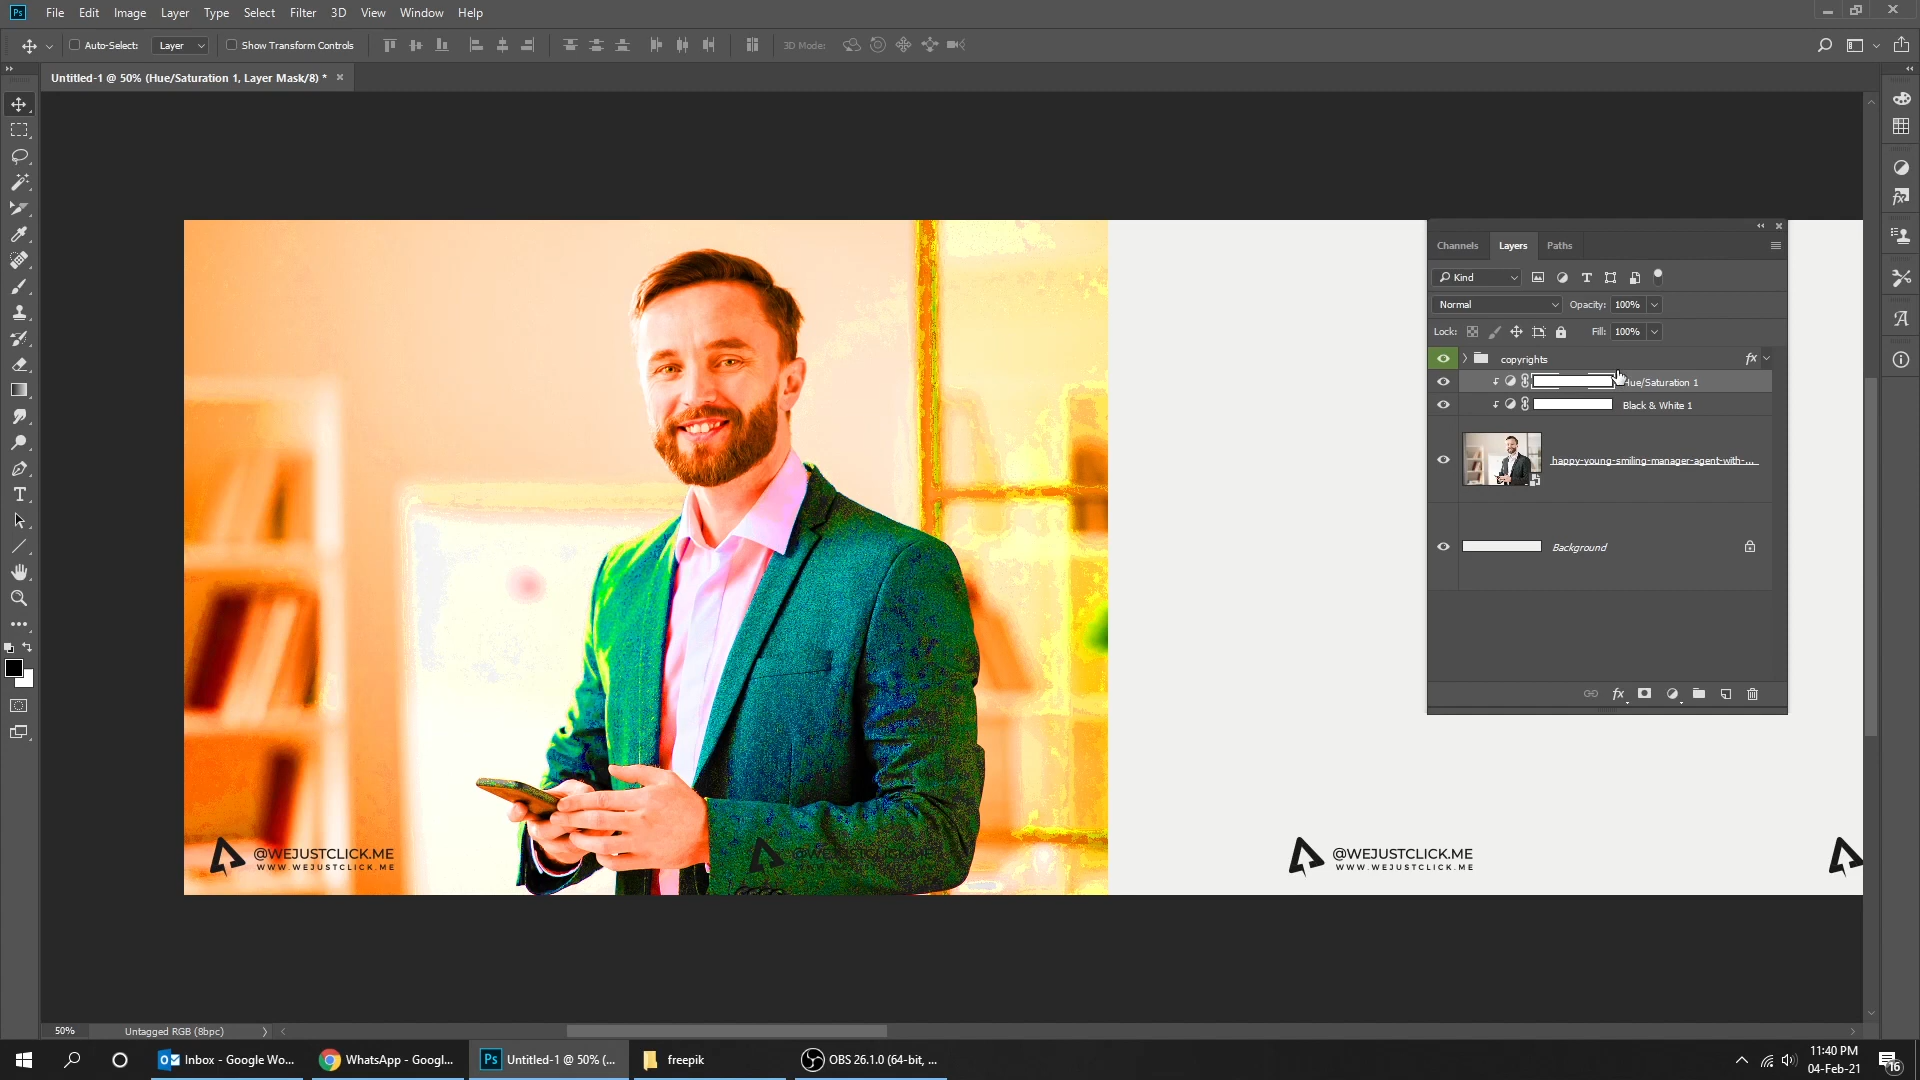 Ps File Edit Image Layer Type Select Filter 3D View Window Help
Auto-Select: Layer Show Transform Controls 3D Mode:
Untitled-1 @ 50% (Hue/Saturation 1, Layer Mask/8) *
Channels Layers Paths
Kind
Normal Opacity: 100%
Lock: Fill: 100%
copyrights fx
Hue/Saturation 1
Black & White 1
happy-young-smiling-manager-agent-with-...
Background
@WEJUSTCLICK.ME
WWW.WEJUSTCLICK.ME
@WEJUSTCLICK.ME
WWW.WEJUSTCLICK.ME
50% Untagged RGB (8bpc)
Inbox - Google Wo... WhatsApp - Googl... Ps Untitled-1 @ 50% (... freepik OBS 26.1.0 (64-bit, ...
11:40 PM
04-Feb-21
16